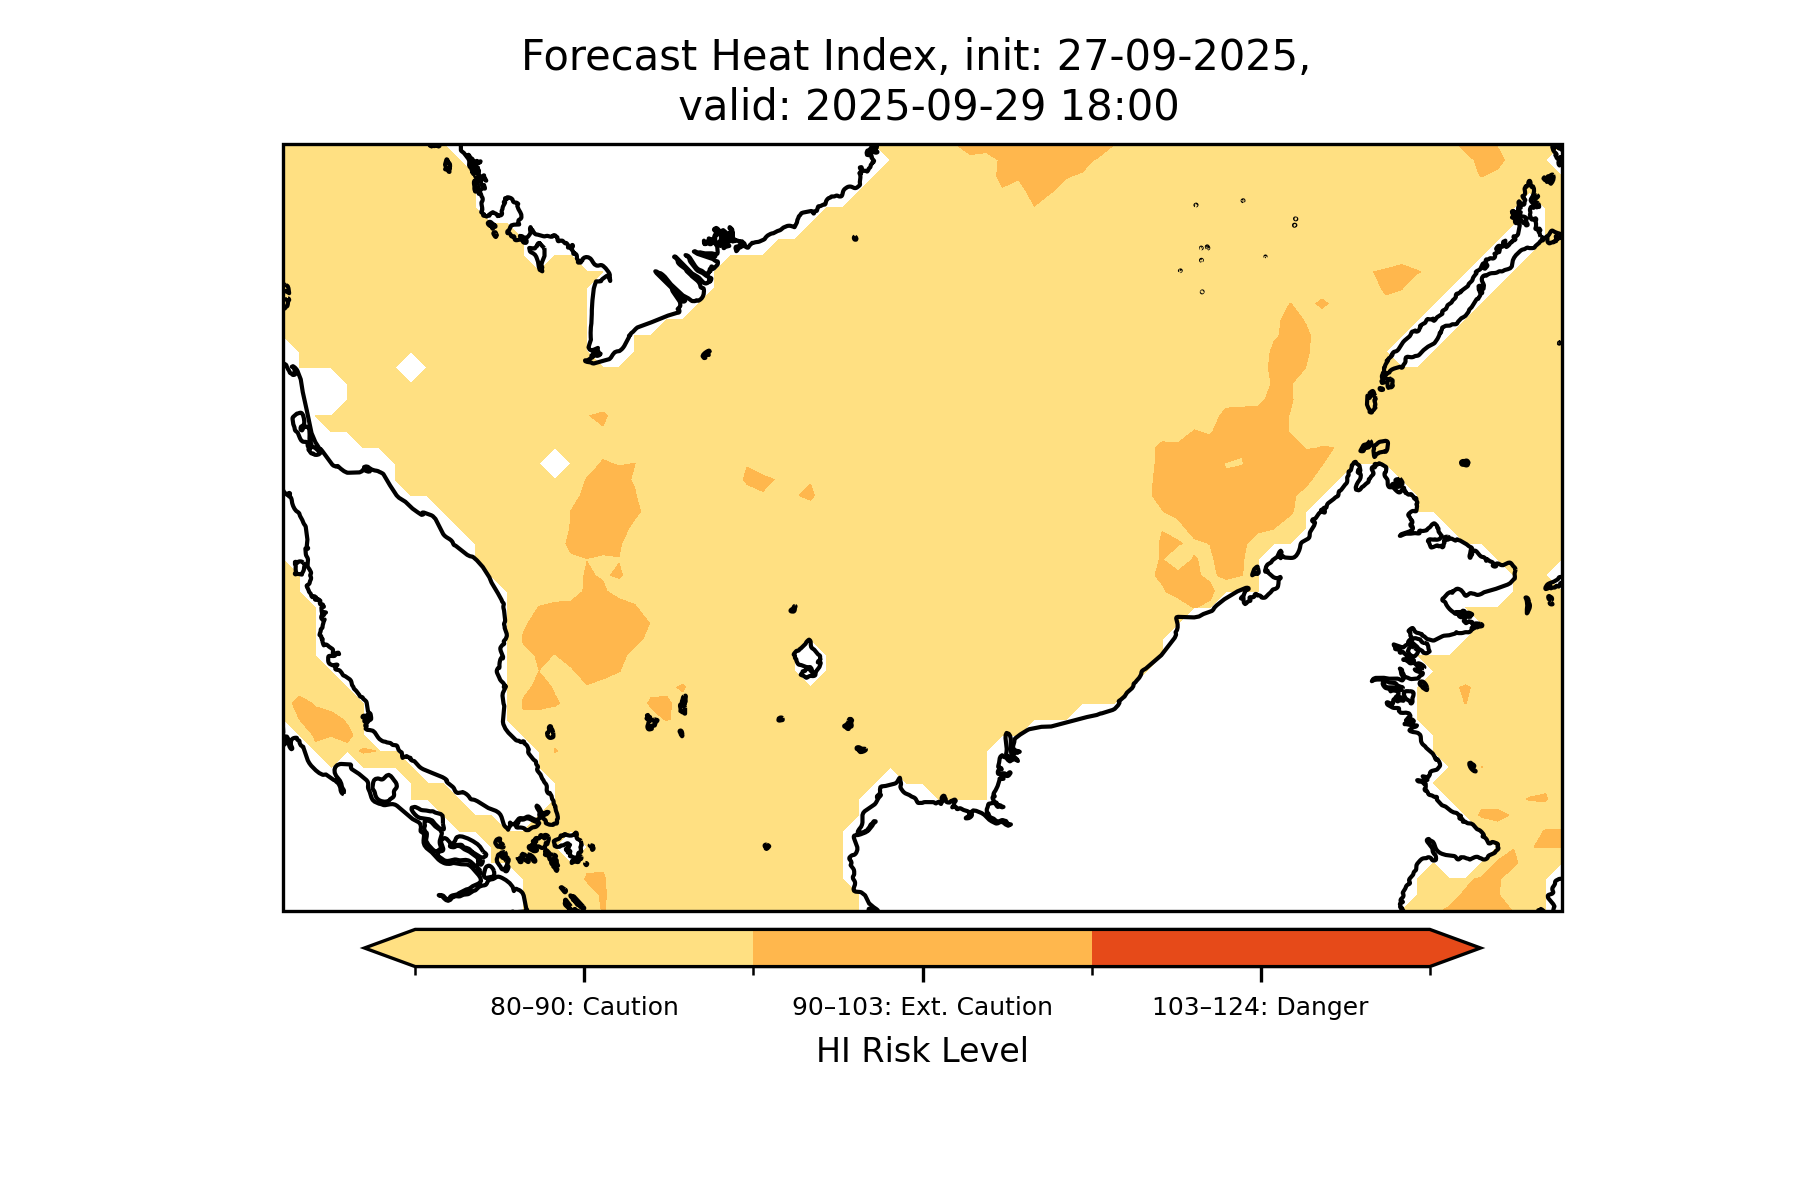 Forecast Heat Index, init: 27-09-2025,
valid: 2025-09-29 18:00
80–90: Caution
90–103: Ext. Caution
103–124: Danger
HI Risk Level